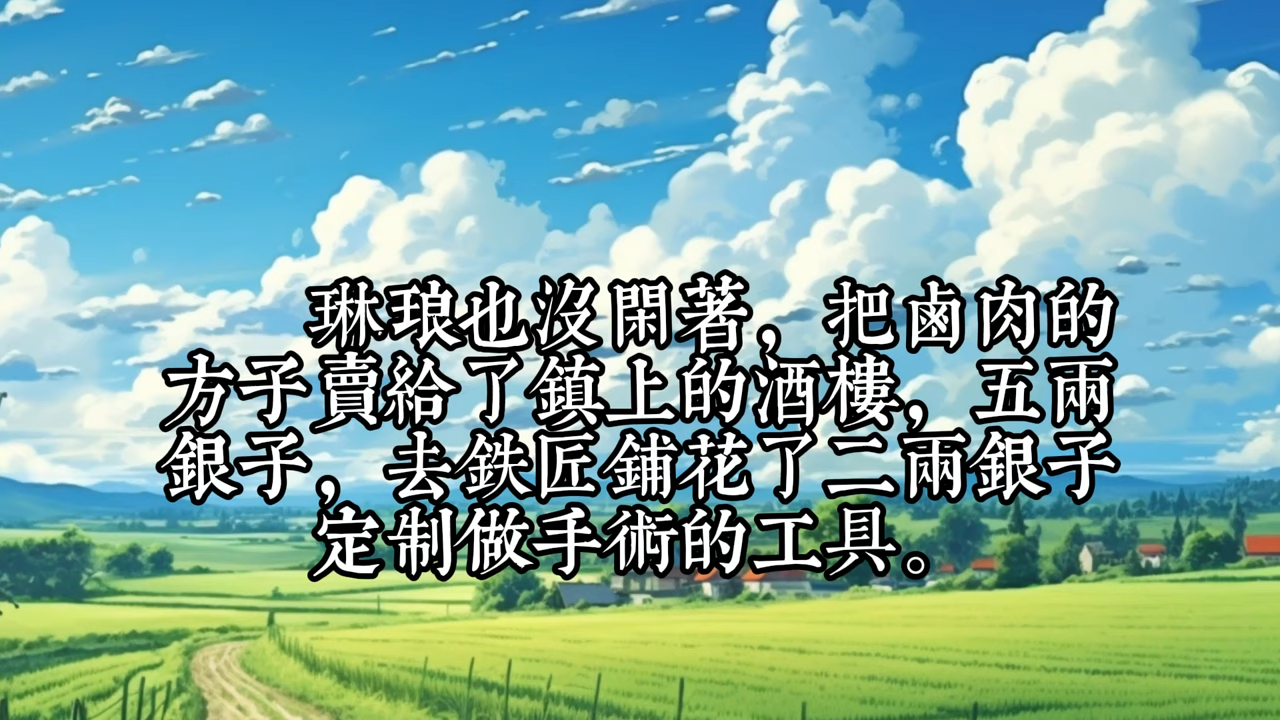 琳琅也沒閑著，把鹵肉的
方子賣給了鎮上的酒樓，五兩
銀子，去鉄匠鋪花了二兩銀子
定制做手術的工具。